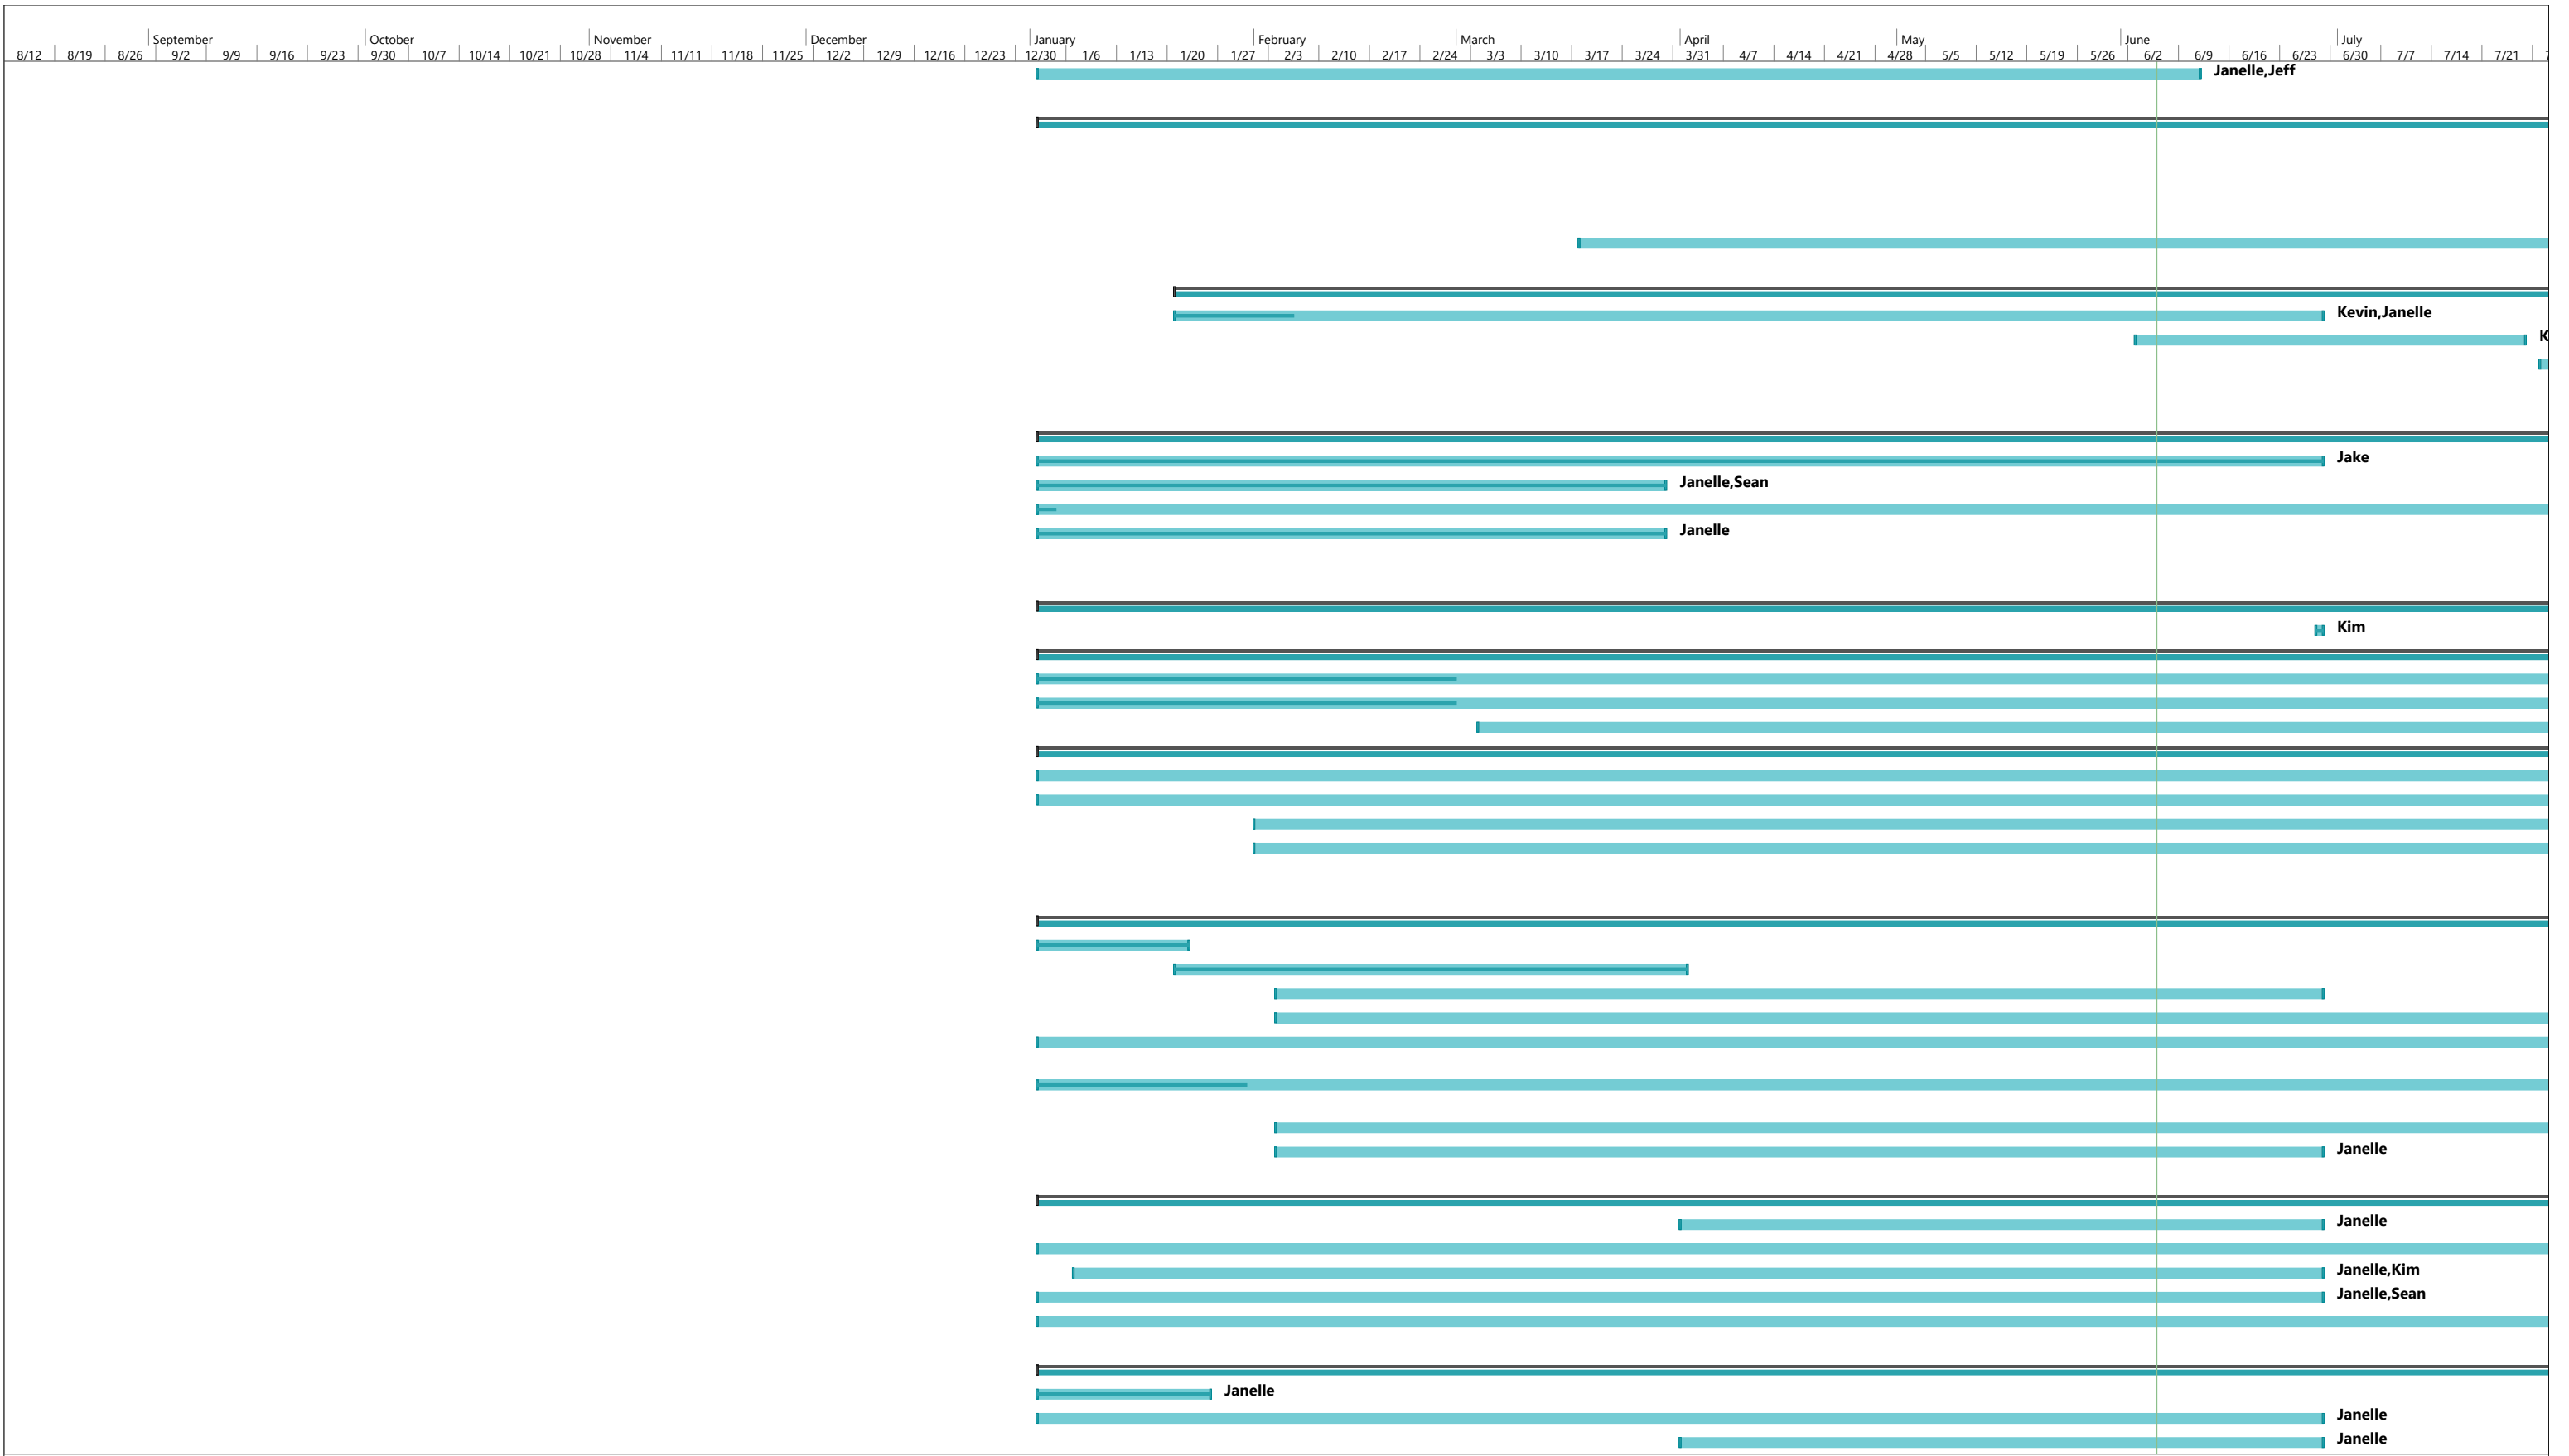 September October November December January February March April May June July
8/12 8/19 8/26 9/2 9/9 9/16 9/23 9/30 10/7 10/14 10/21 10/28 11/4 11/11 11/18 11/25 12/2 12/9 12/16 12/23 12/30 1/6 1/13 1/20 1/27 2/3 2/10 2/17 2/24 3/3 3/10 3/17 3/24 3/31 4/7 4/14 4/21 4/28 5/5 5/12 5/19 5/26 6/2 6/9 6/16 6/23 6/30 7/7 7/14 7/21
Janelle,Jeff
Kevin,Janelle
K
Jake
Janelle,Sean
Janelle
Kim
Janelle
Janelle
Janelle,Kim
Janelle,Sean
Janelle
Janelle
Janelle